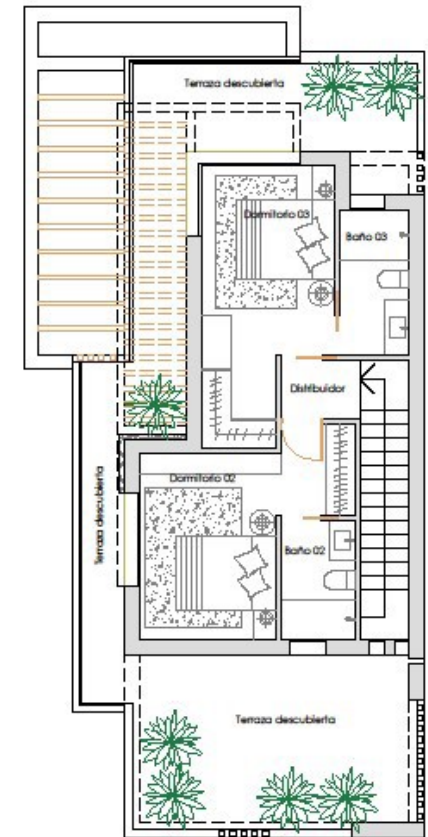 Terraza descubierta
Dormitorio 03
Baño 03
Distribuidor
Dormitorio 02
Terraza descubierta
Baño 02
Terraza descubierta